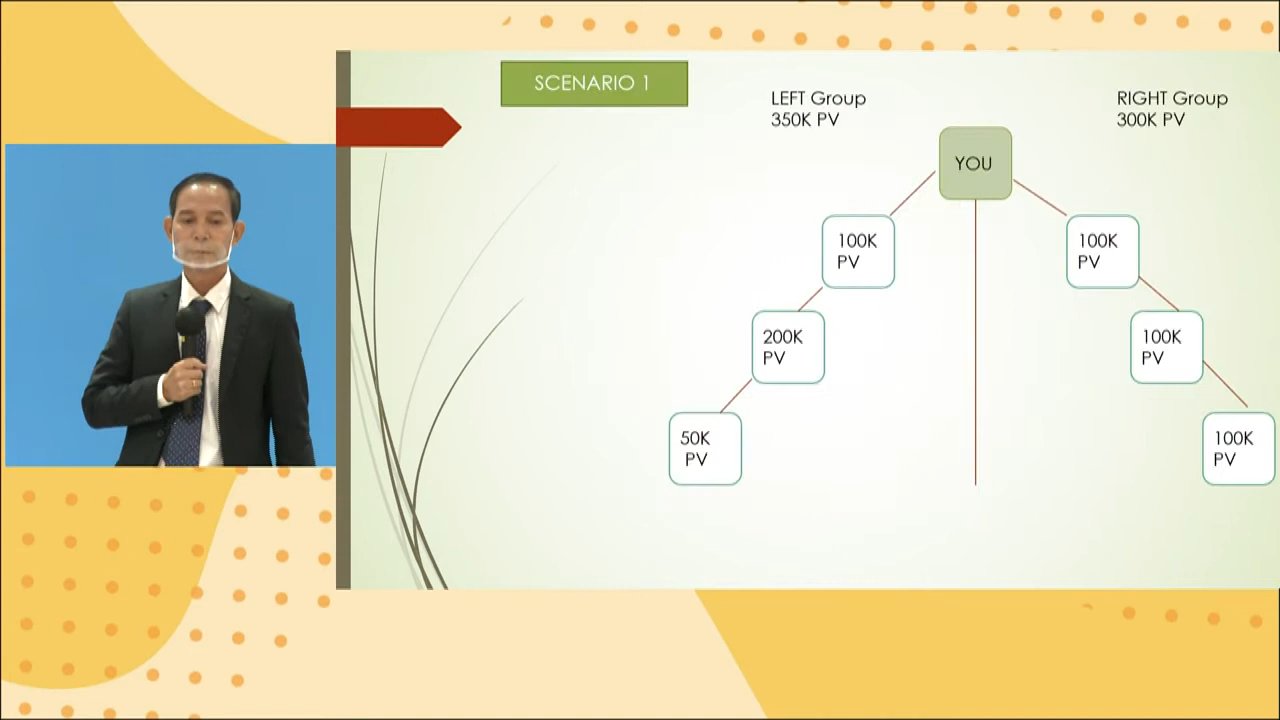 SCENARIO 1
LEFT Group
350K PV
RIGHT Group
300K PV
YOU
100K
PV
100K
PV
200K
PV
100K
PV
50K
PV
100K
PV